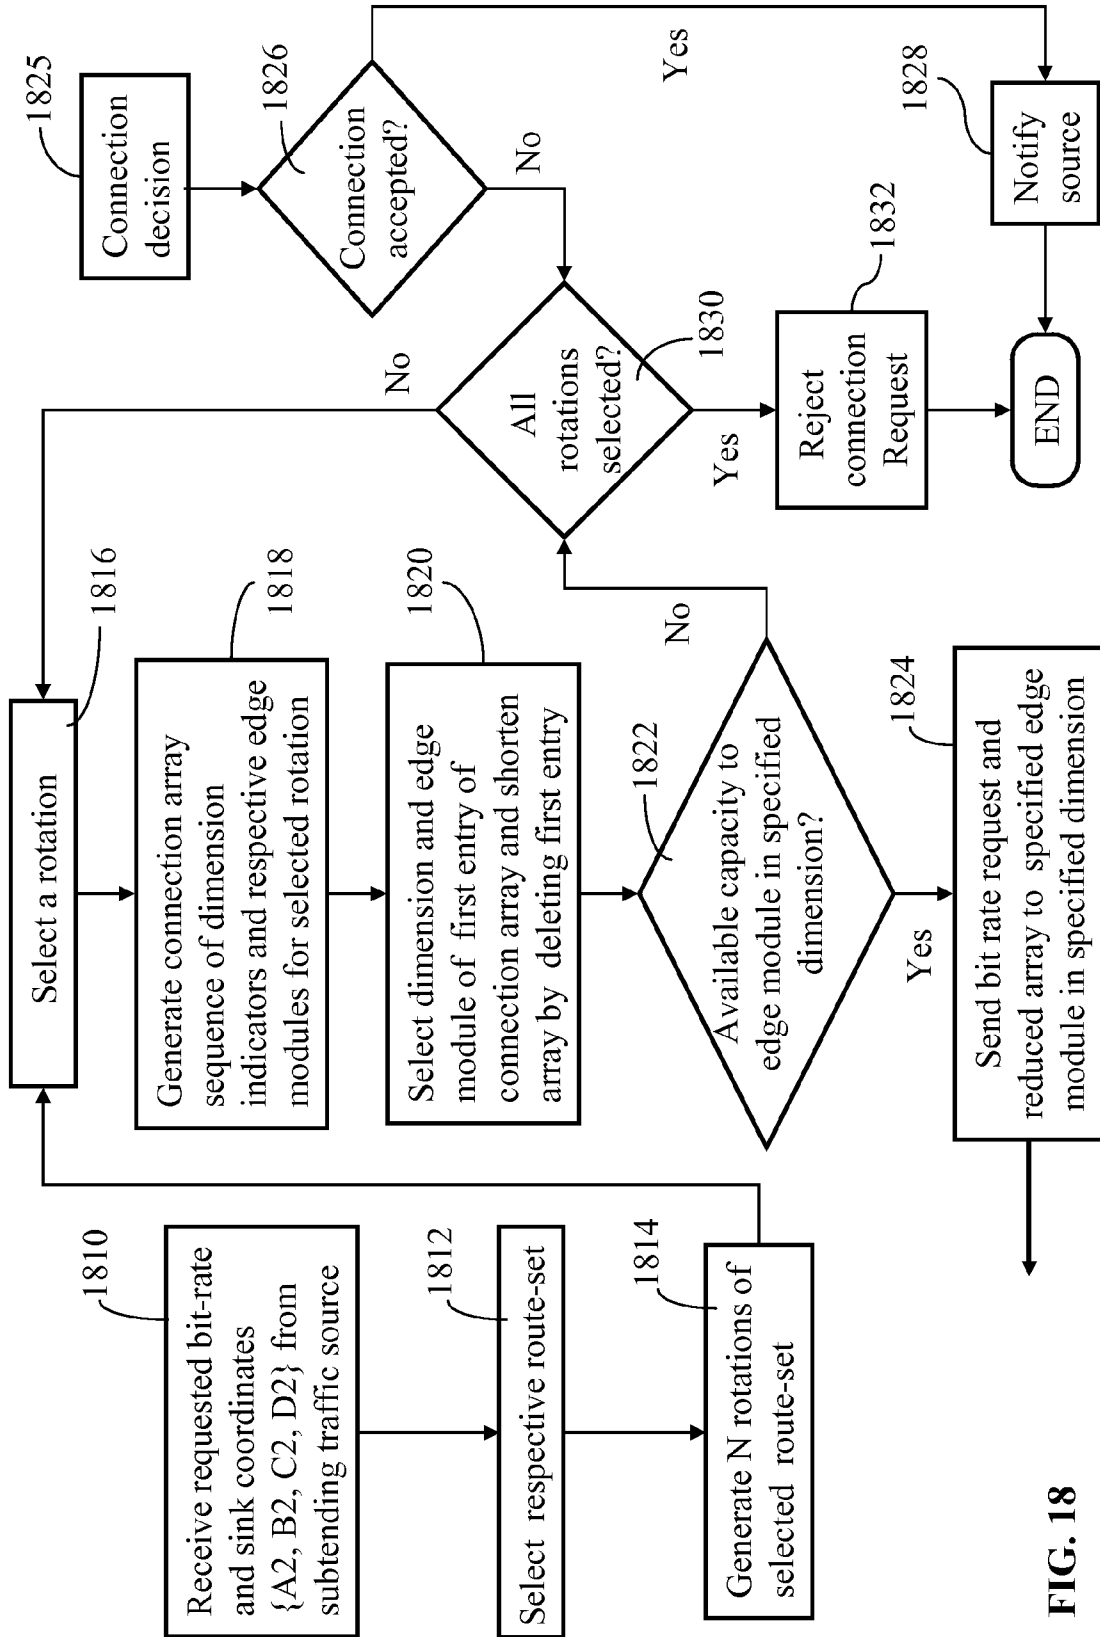 1810
Receive requested bit-rate
and sink coordinates
{A2, B2, C2, D2} from
subtending traffic source
1812
Select respective route-set
1814
Generate N rotations of
selected route-set
Select a rotation
1816
Generate connection array
sequence of dimension
indicators and respective edge
modules for selected rotation
1818
Select dimension and edge
module of first entry of
connection array and shorten
array by deleting first entry
1820
1822
Available capacity to
edge module in specified
dimension?
No
Yes
1824
Send bit rate request and
reduced array to specified edge
module in specified dimension
1825
Connection
decision
1826
Connection
accepted?
No
Yes
All
rotations
selected?
1830
No
Yes
Reject
connection
Request
1832
1828
Notify
source
END
FIG. 18